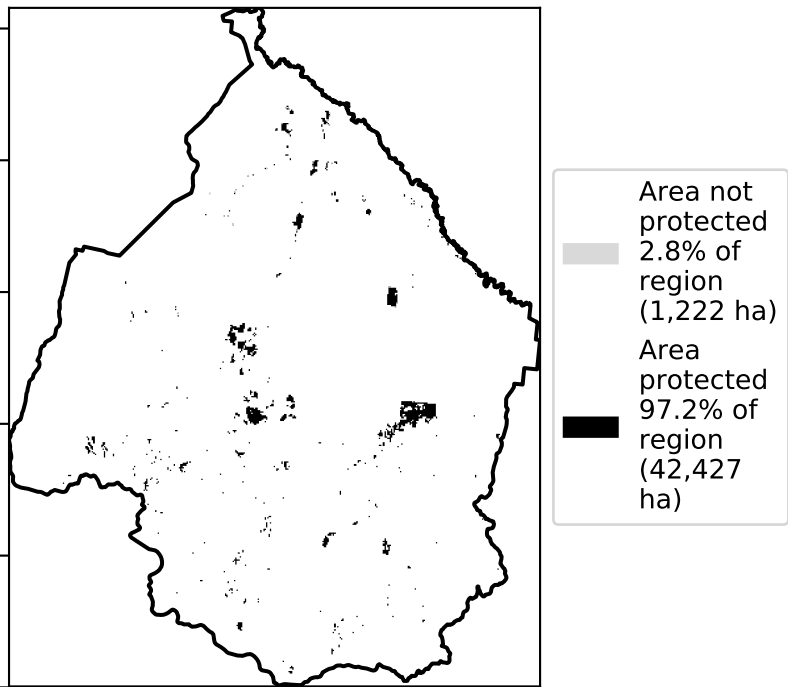 Area not
protected
2.8% of
region
(1,222 ha)
Area
protected
97.2% of
region
(42,427
ha)